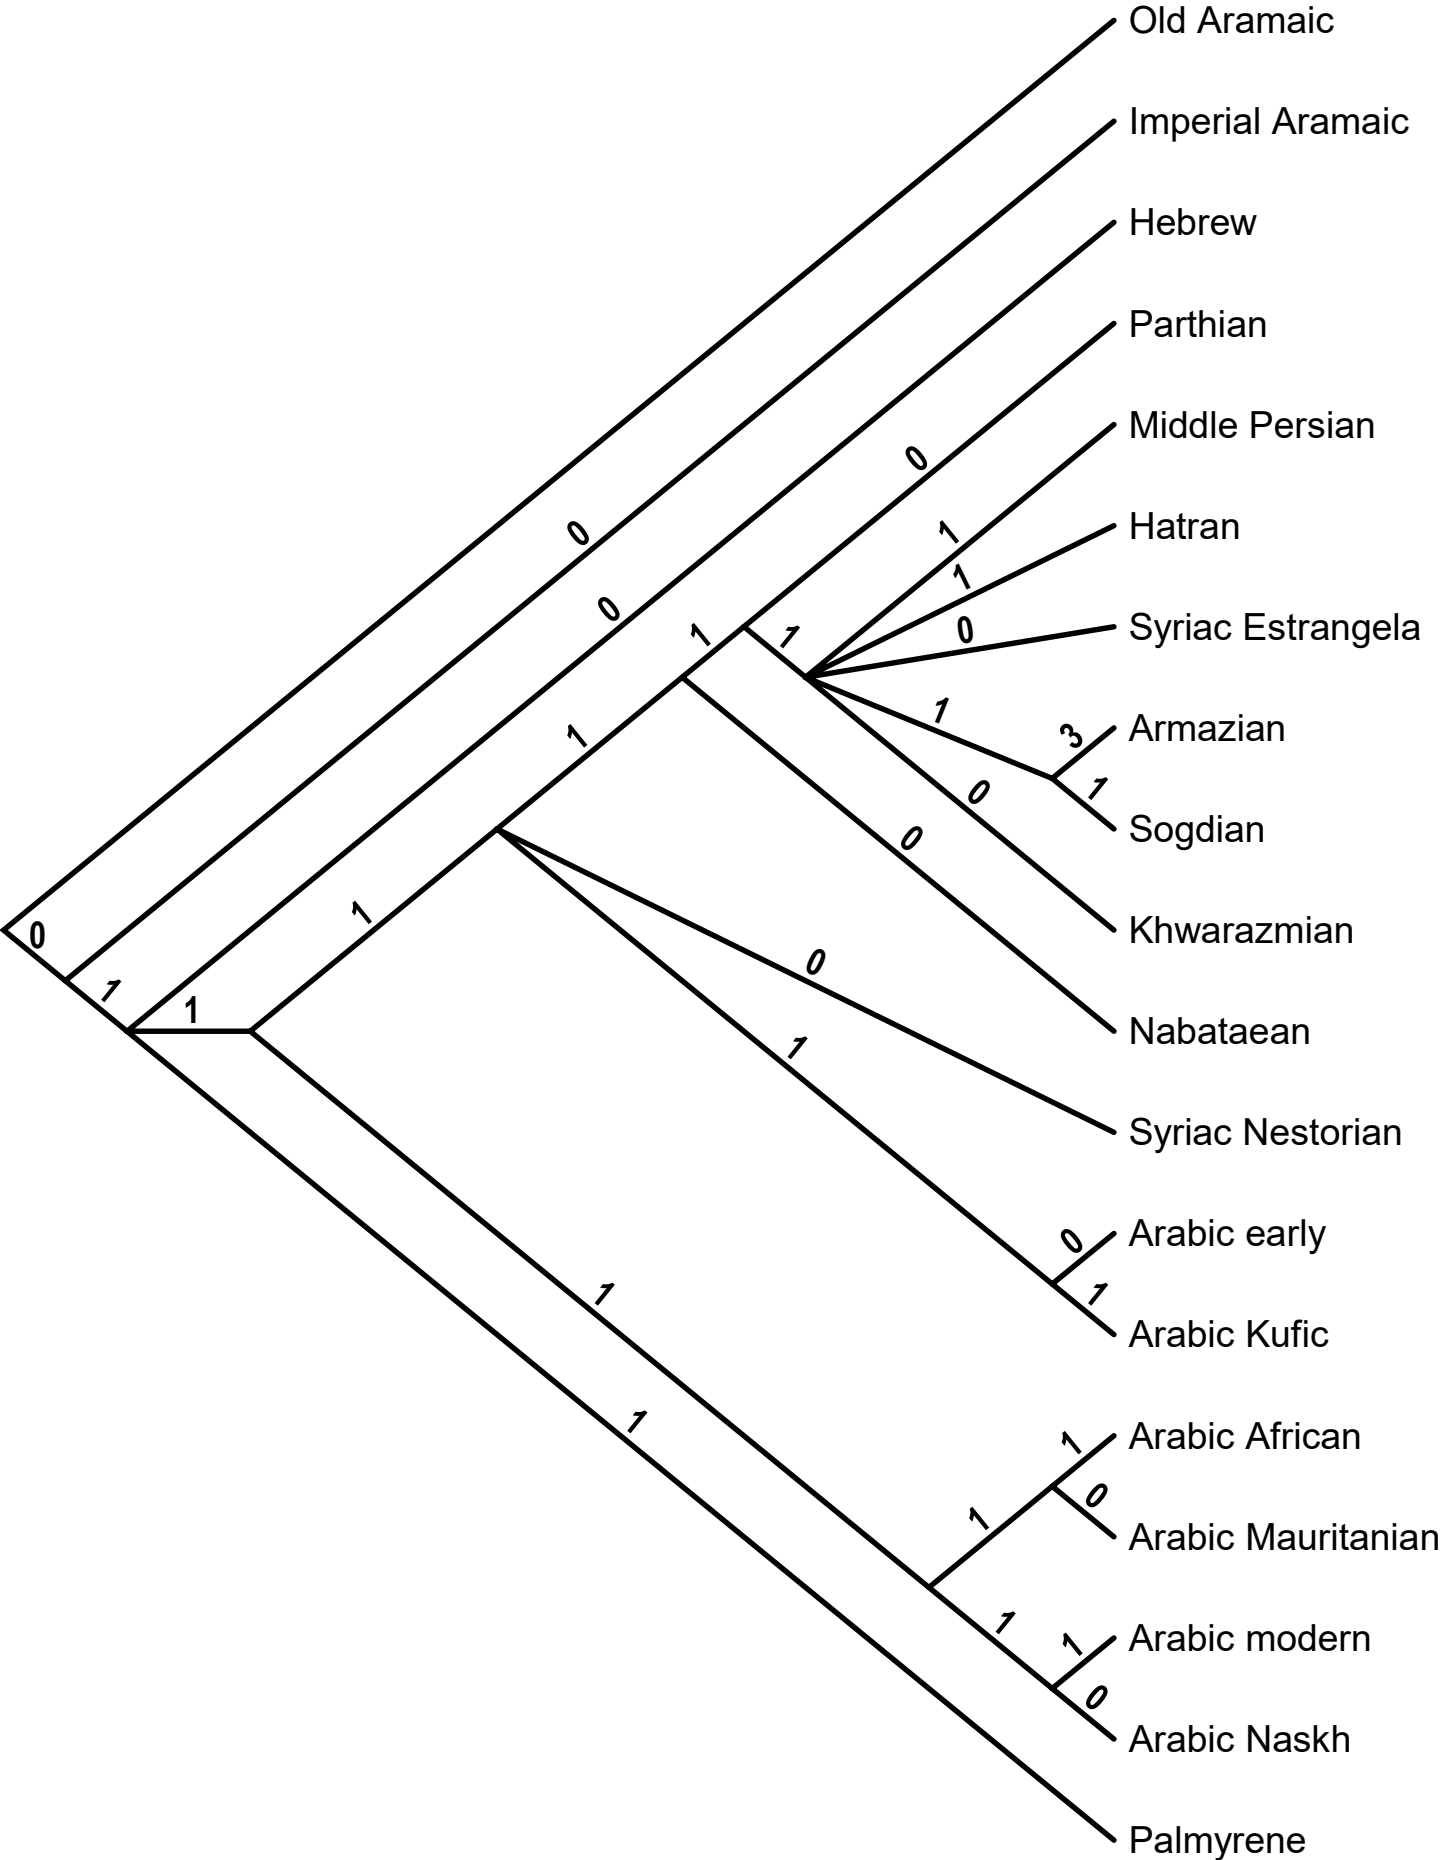 Old Aramaic
Imperial Aramaic
Hebrew
Parthian
Middle Persian
0
1
Hatran
0
1
Syriac Estrangela
0
0
1
1
1
Armazian
3
1
1
1
0
Sogdian
0
1
Khwarazmian
0
0
1
1
Nabataean
1
Syriac Nestorian
0
Arabic early
1
1
Arabic Kufic
1
1
Arabic African
0
1
Arabic Mauritanian
1
1
Arabic modern
0
Arabic Naskh
Palmyrene